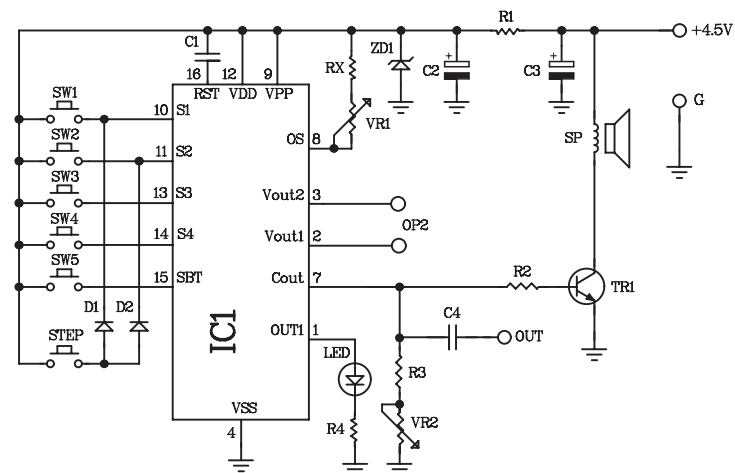 R1
+4.5V
C1
ZD1
C2
+
C3
+
RX
VR1
G
16
12
9
RST
VDD
VPP
SW1
10
S1
OS
8
SP
SW2
11
S2
SW3
13
S3
Vout2
3
OP2
SW4
14
S4
Vout1
2
SW5
15
SBT
Cout
7
R2
TR1
D1
D2
IC1
OUT1
1
C4
OUT
STEP
LED
R3
VSS
4
R4
VR2